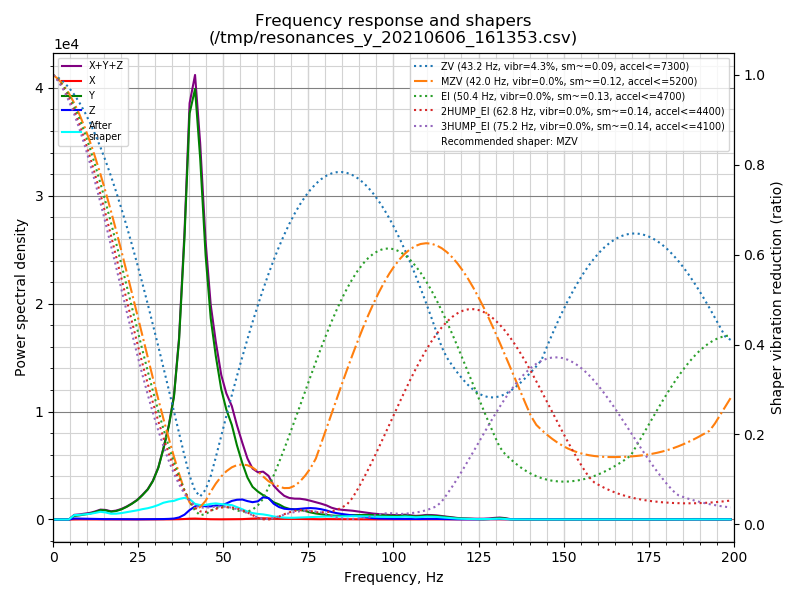 Frequency response and shapers
(/tmp/resonances_y_20210606_161353.csv)
1e4
X+Y+Z
X
Y
Z
After
shaper
ZV (43.2 Hz, vibr=4.3%, sm~=0.09, accel<=7300)
MZV (42.0 Hz, vibr=0.0%, sm~=0.12, accel<=5200)
EI (50.4 Hz, vibr=0.0%, sm~=0.13, accel<=4700)
2HUMP_EI (62.8 Hz, vibr=0.0%, sm~=0.14, accel<=4400)
3HUMP_EI (75.2 Hz, vibr=0.0%, sm~=0.14, accel<=4100)
Recommended shaper: MZV
Power spectral density
4
3
2
1
0
1.0
0.8
0.6
0.4
0.2
0.0
Shaper vibration reduction (ratio)
0 25 50 75 100 125 150 175 200
Frequency, Hz